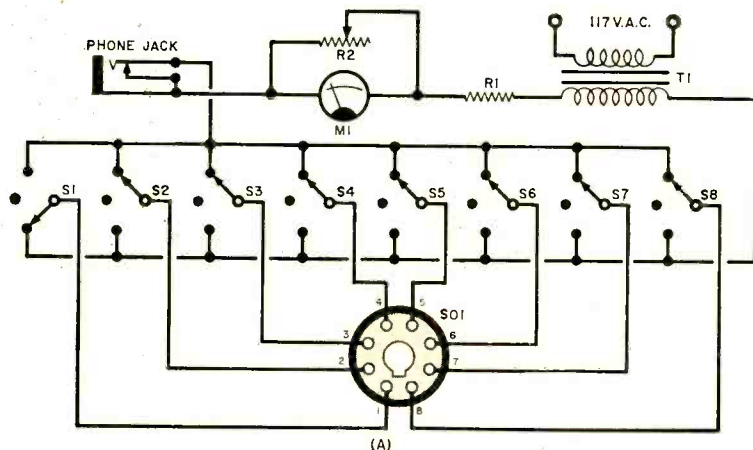 117 V.A.C.
PHONE JACK
R2
R1
T1
M1
S1
S2
S3
S4
S5
S6
S7
S8
4
5
SO1
3
6
2
7
1
8
(A)